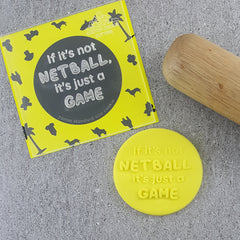 If it's not
NETBALL,
it's just a
GAME
If it's not
NETBALL
it's just a
GAME